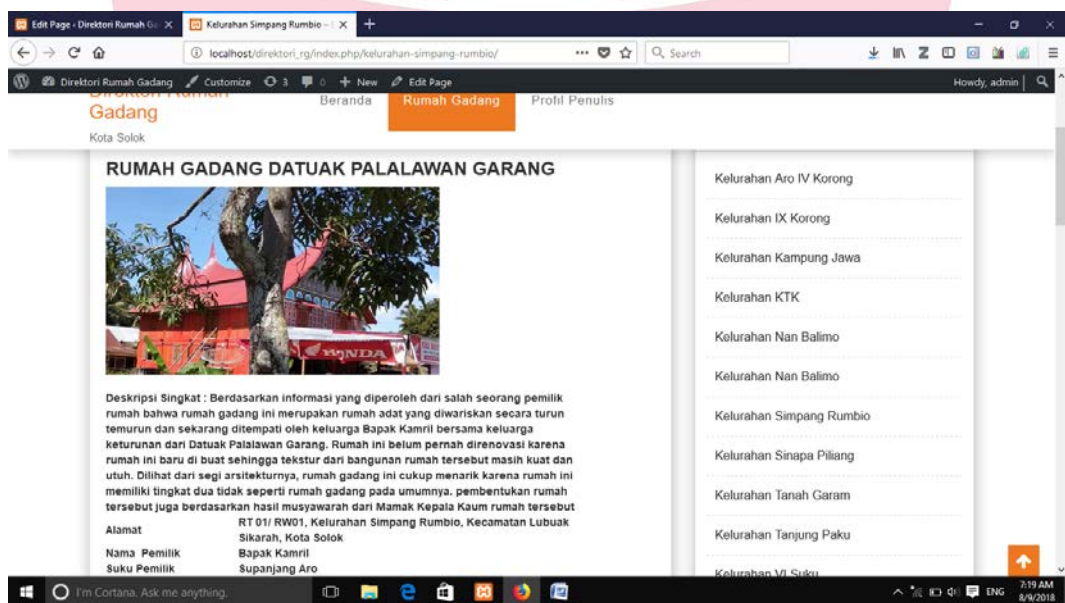 Edit Page ‹ Direktori Rumah G
Kelurahan Simpang Rumbio –
localhost/direktori_rg/index.php/kelurahan-simpang-rumbio/
Search
Direktori Rumah Gadang
Customize
3
0
New
Edit Page
Howdy, admin
Direktori Rumah
Gadang
Kota Solok
Beranda
Rumah Gadang
Profil Penulis
RUMAH GADANG DATUAK PALALAWAN GARANG
HONDA
Deskripsi Singkat : Berdasarkan informasi yang diperoleh dari salah seorang pemilik
rumah bahwa rumah gadang ini merupakan rumah adat yang diwariskan secara turun
temurun dan sekarang ditempati oleh keluarga Bapak Kamril bersama keluarga
keturunan dari Datuak Palalawan Garang. Rumah ini belum pernah direnovasi karena
rumah ini baru di buat sehingga tekstur dari bangunan rumah tersebut masih kuat dan
utuh. Dilihat dari segi arsitekturnya, rumah gadang ini cukup menarik karena rumah ini
memiliki tingkat dua tidak seperti rumah gadang pada umumnya. pembentukan rumah
tersebut juga berdasarkan hasil musyawarah dari Mamak Kepala Kaum rumah tersebut
Alamat RT 01/ RW01, Kelurahan Simpang Rumbio, Kecamatan Lubuak
Sikarah, Kota Solok
Nama Pemilik Bapak Kamril
Suku Pemilik Supanjang Aro
Kelurahan Aro IV Korong
Kelurahan IX Korong
Kelurahan Kampung Jawa
Kelurahan KTK
Kelurahan Nan Balimo
Kelurahan Nan Balimo
Kelurahan Simpang Rumbio
Kelurahan Sinapa Piliang
Kelurahan Tanah Garam
Kelurahan Tanjung Paku
Kelurahan VI Suku
I'm Cortana. Ask me anything.
ENG
7:19 AM
8/9/2018